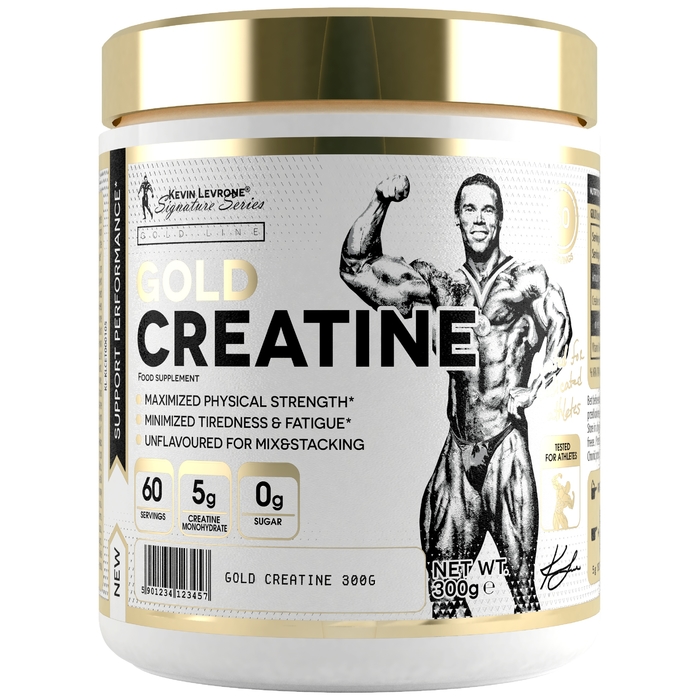 KEVIN LEVRONE®
Signature Series
GOLD LINE
GOLD
CREATINE
FOOD SUPPLEMENT
MAXIMIZED PHYSICAL STRENGTH*
MINIMIZED TIREDNESS & FATIGUE*
UNFLAVOURED FOR MIX&STACKING
60
SERVINGS
5g
CREATINE
MONOHYDRATE
0g
SUGAR
5 901234 123457
GOLD CREATINE 300G
NET WT.
300g e
TESTED
FOR ATHLETES
SUPPORT PERFORMANCE*
NEW